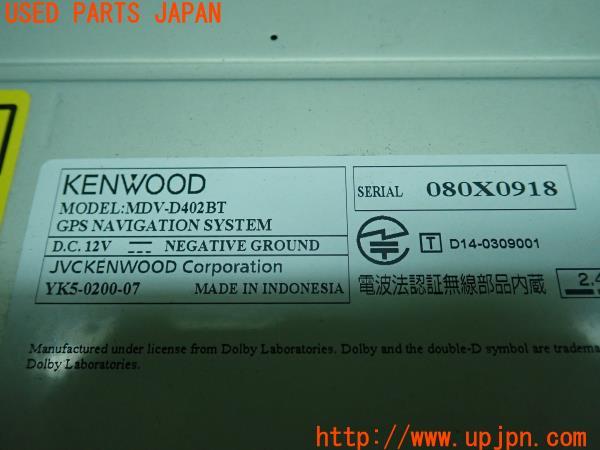 USED PARTS JAPAN
KENWOOD
MODEL:MDV-D402BT
GPS NAVIGATION SYSTEM
D.C. 12V NEGATIVE GROUND
JVCKENWOOD Corporation
YK5-0200-07 MADE IN INDONESIA
SERIAL 080X0918
T D14-0309001
電波法認証無線部品内蔵
2.4
Manufactured under license from Dolby Laboratories. Dolby and the double-D symbol are tradema
Dolby Laboratories.
http://www.upjpn.com/